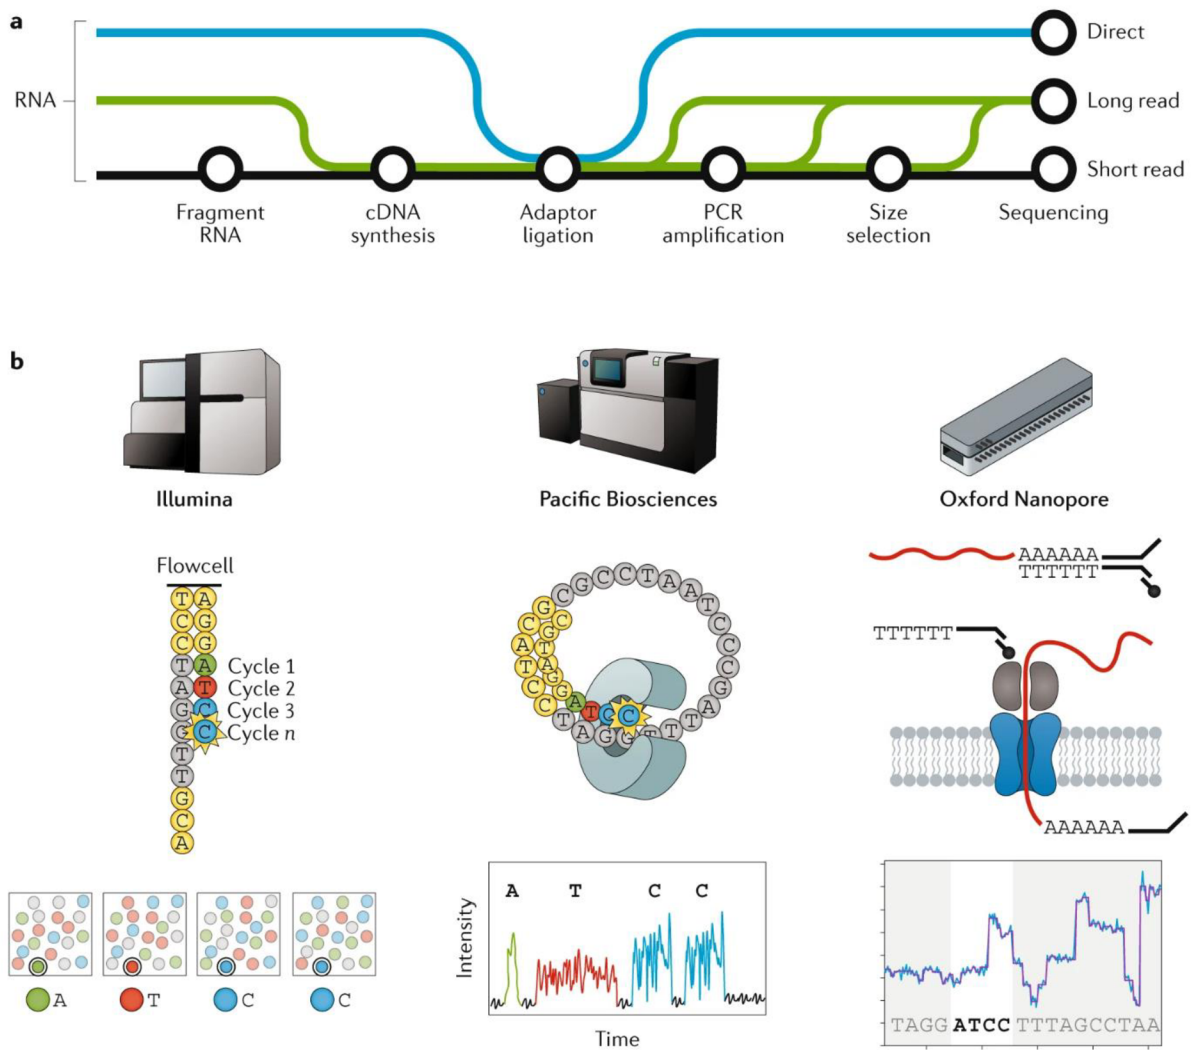 a
RNA
Direct
Long read
Short read
Fragment
RNA
cDNA
synthesis
Adaptor
ligation
PCR
amplification
Size
selection
Sequencing
b
Illumina
Pacific Biosciences
Oxford Nanopore
Flowcell
T A
C G
C G
T A Cycle 1
A T Cycle 2
G C Cycle 3
G C Cycle n
T
T
G
C
A
A T C C
CGCCTAATCCCGATTTGGATCCTACG
CGTAGGATCC
Intensity
A T C C
Time
AAAAAA
TTTTTT
TTTTTT
AAAAAA
TAGG ATCC TTTAGCCTAA